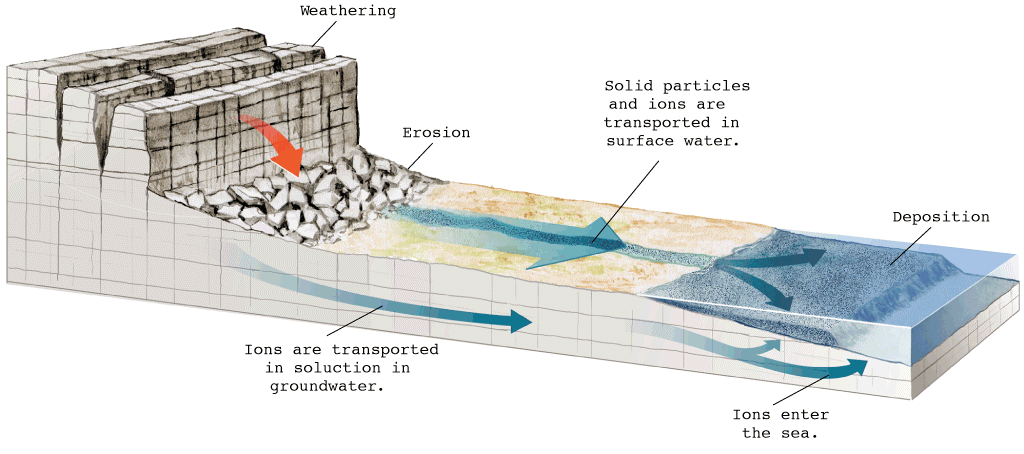 Weathering
Erosion
Solid particles
and ions are
transported in
surface water.
Deposition
Ions are transported
in soluction in
groundwater.
Ions enter
the sea.